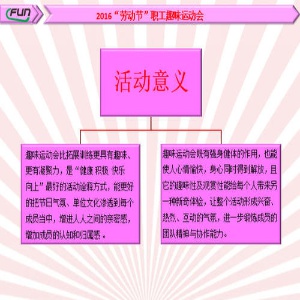 FUN
2016“劳动节”职工趣味运动会
活动意义
趣味运动会比拓展训练更具有趣味、
更有凝聚力，是“健康 积极 快乐
向上”最好的活动诠释方式，能更好
的把节日气氛、单位文化渗透到每个
成员当中，增进人人之间的亲密感，
增加成员的认知和归属感 。
趣味运动会既有强身健体的作用，也能
使人心情愉快，身心同时得到解放，且
它的趣味性及观赏性能给每个人带来另
一种新奇体验，让整个活动形成兴奋、
热烈、互动的气氛，进一步锻炼成员的
团队精神与协作能力。